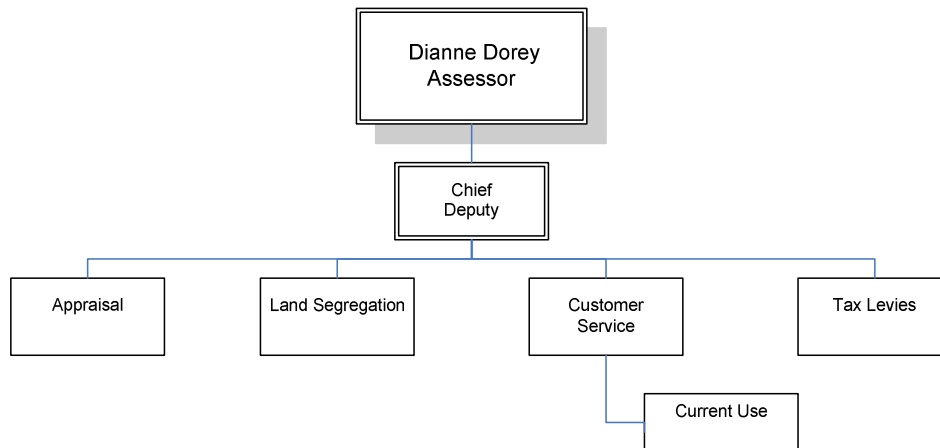 Dianne Dorey
Assessor
Chief
Deputy
Appraisal
Land Segregation
Customer
Service
Tax Levies
Current Use